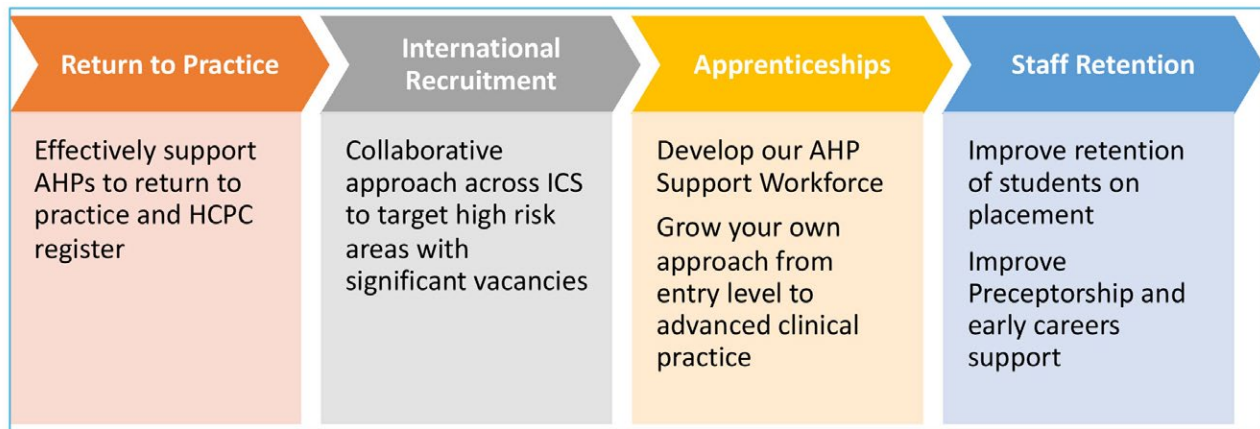 Return to Practice
Effectively support
AHPs to return to
practice and HCPC
register
International
Recruitment
Collaborative
approach across ICS
to target high risk
areas with
significant vacancies
Apprenticeships
Develop our AHP
Support Workforce
Grow your own
approach from
entry level to
advanced clinical
practice
Staff Retention
Improve retention
of students on
placement
Improve
Preceptorship and
early careers
support